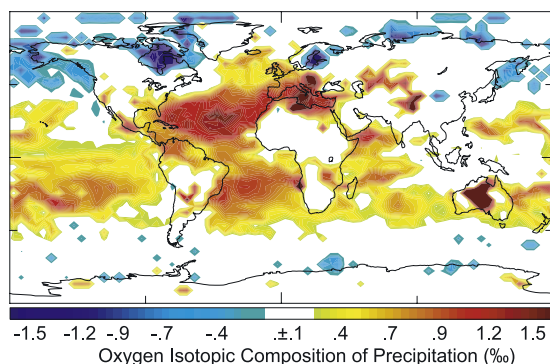 -1.5 -1.2 -.9 -.7 -.4 .±.1 .4 .7 .9 1.2 1.5
Oxygen Isotopic Composition of Precipitation (‰)